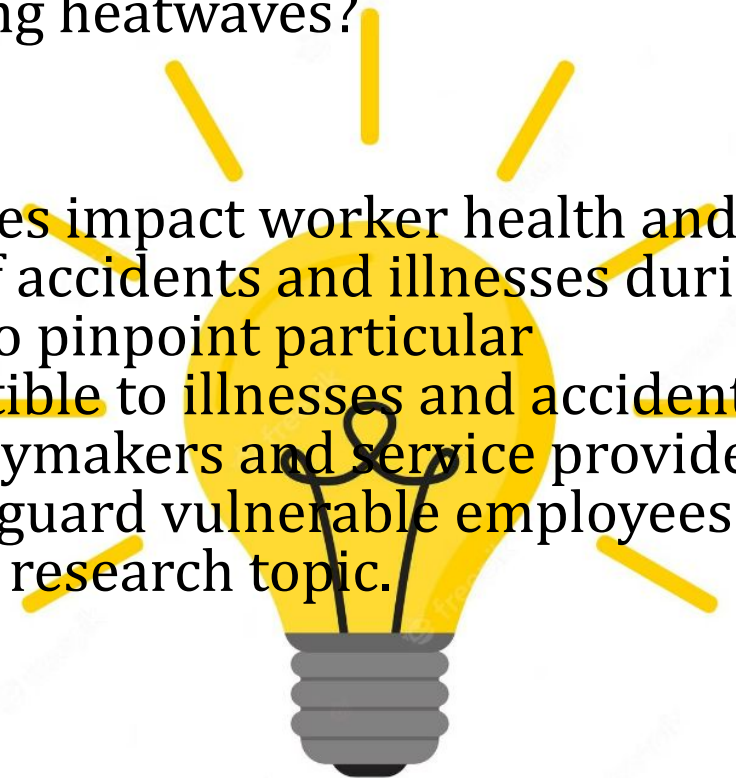 ng heatwaves?
es impact worker health and
f accidents and illnesses duri
o pinpoint particular
tible to illnesses and accident
ymakers and service provide
guard vulnerable employees
research topic.